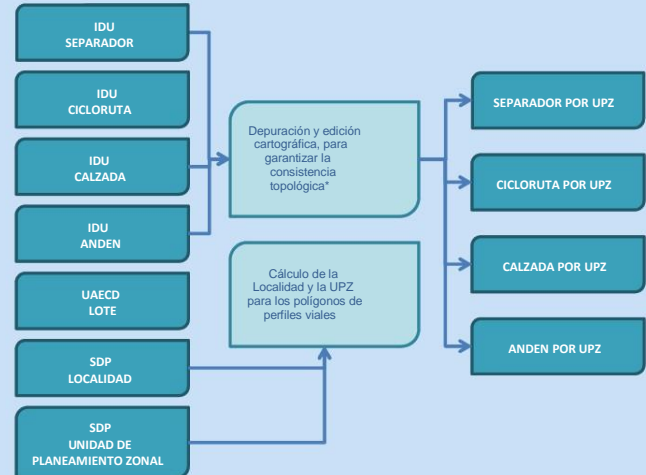 IDU
SEPARADOR
IDU
CICLORUTA
IDU
CALZADA
IDU
ANDEN
UAECD
LOTE
SDP
LOCALIDAD
SDP
UNIDAD DE
PLANEAMIENTO ZONAL
Depuración y edición
cartográfica, para
garantizar la
consistencia
topológica*
Cálculo de la
Localidad y la UPZ
para los polígonos de
perfiles viales
SEPARADOR POR UPZ
CICLORUTA POR UPZ
CALZADA POR UPZ
ANDEN POR UPZ